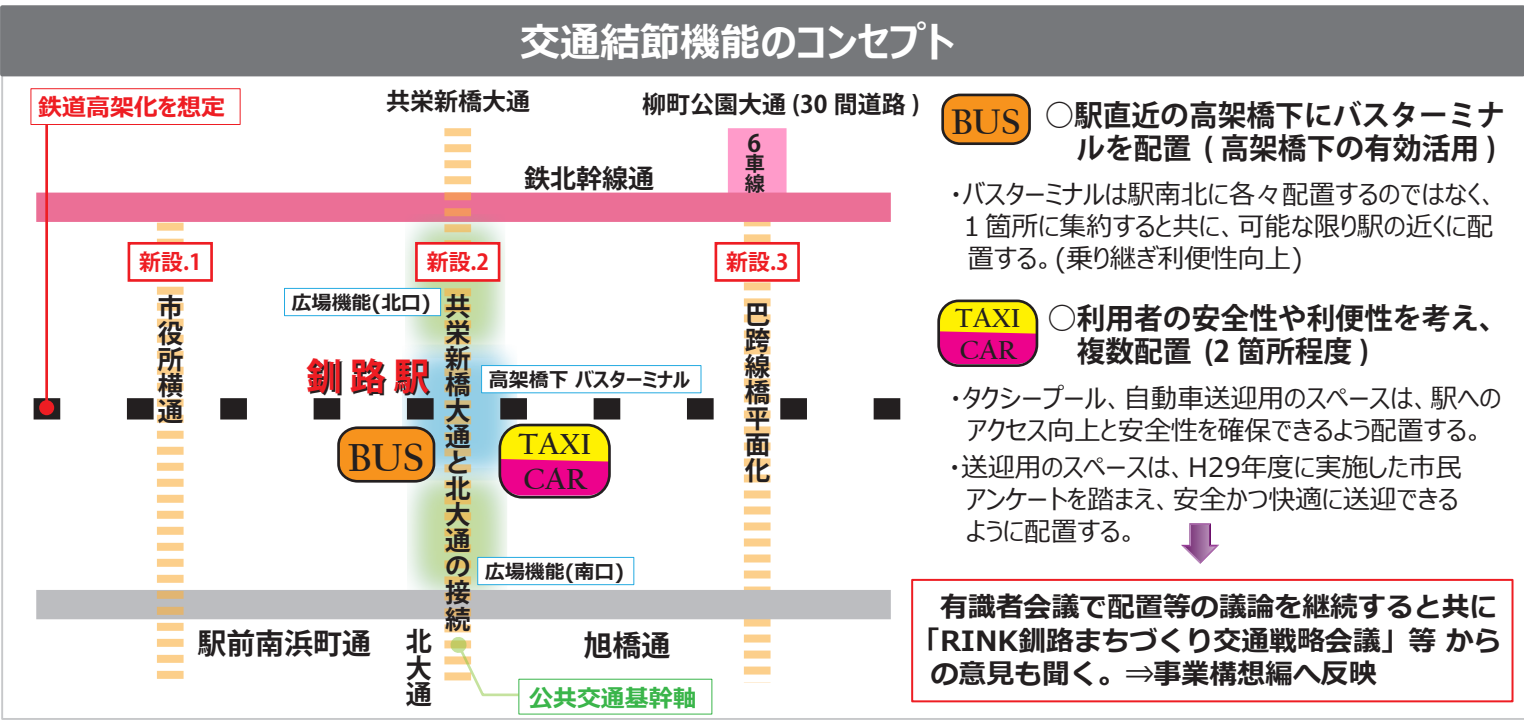 交通結節機能のコンセプト
鉄道高架化を想定
共栄新橋大通
柳町公園大通 (30 間道路 )
6車線
鉄北幹線通
新設.1
新設.2
新設.3
市役所横通
広場機能(北口)
共栄新橋大通と北大通の接続
巴跨線橋平面化
釧路駅
高架橋下 バスターミナル
BUS
TAXI
CAR
広場機能(南口)
駅前南浜町通
北大通
旭橋通
公共交通基幹軸
BUS
○駅直近の高架橋下にバスターミナ
ルを配置 ( 高架橋下の有効活用 )
・バスターミナルは駅南北に各々配置するのではなく、
1 箇所に集約すると共に、可能な限り駅の近くに配
置する。(乗り継ぎ利便性向上)
TAXI
CAR
○利用者の安全性や利便性を考え、
複数配置 (2 箇所程度 )
・タクシープール、自動車送迎用のスペースは、駅への
アクセス向上と安全性を確保できるよう配置する。
・送迎用のスペースは、H29年度に実施した市民
アンケートを踏まえ、安全かつ快適に送迎できる
ように配置する。
有識者会議で配置等の議論を継続すると共に
「RINK釧路まちづくり交通戦略会議」等 から
の意見も聞く。⇒事業構想編へ反映